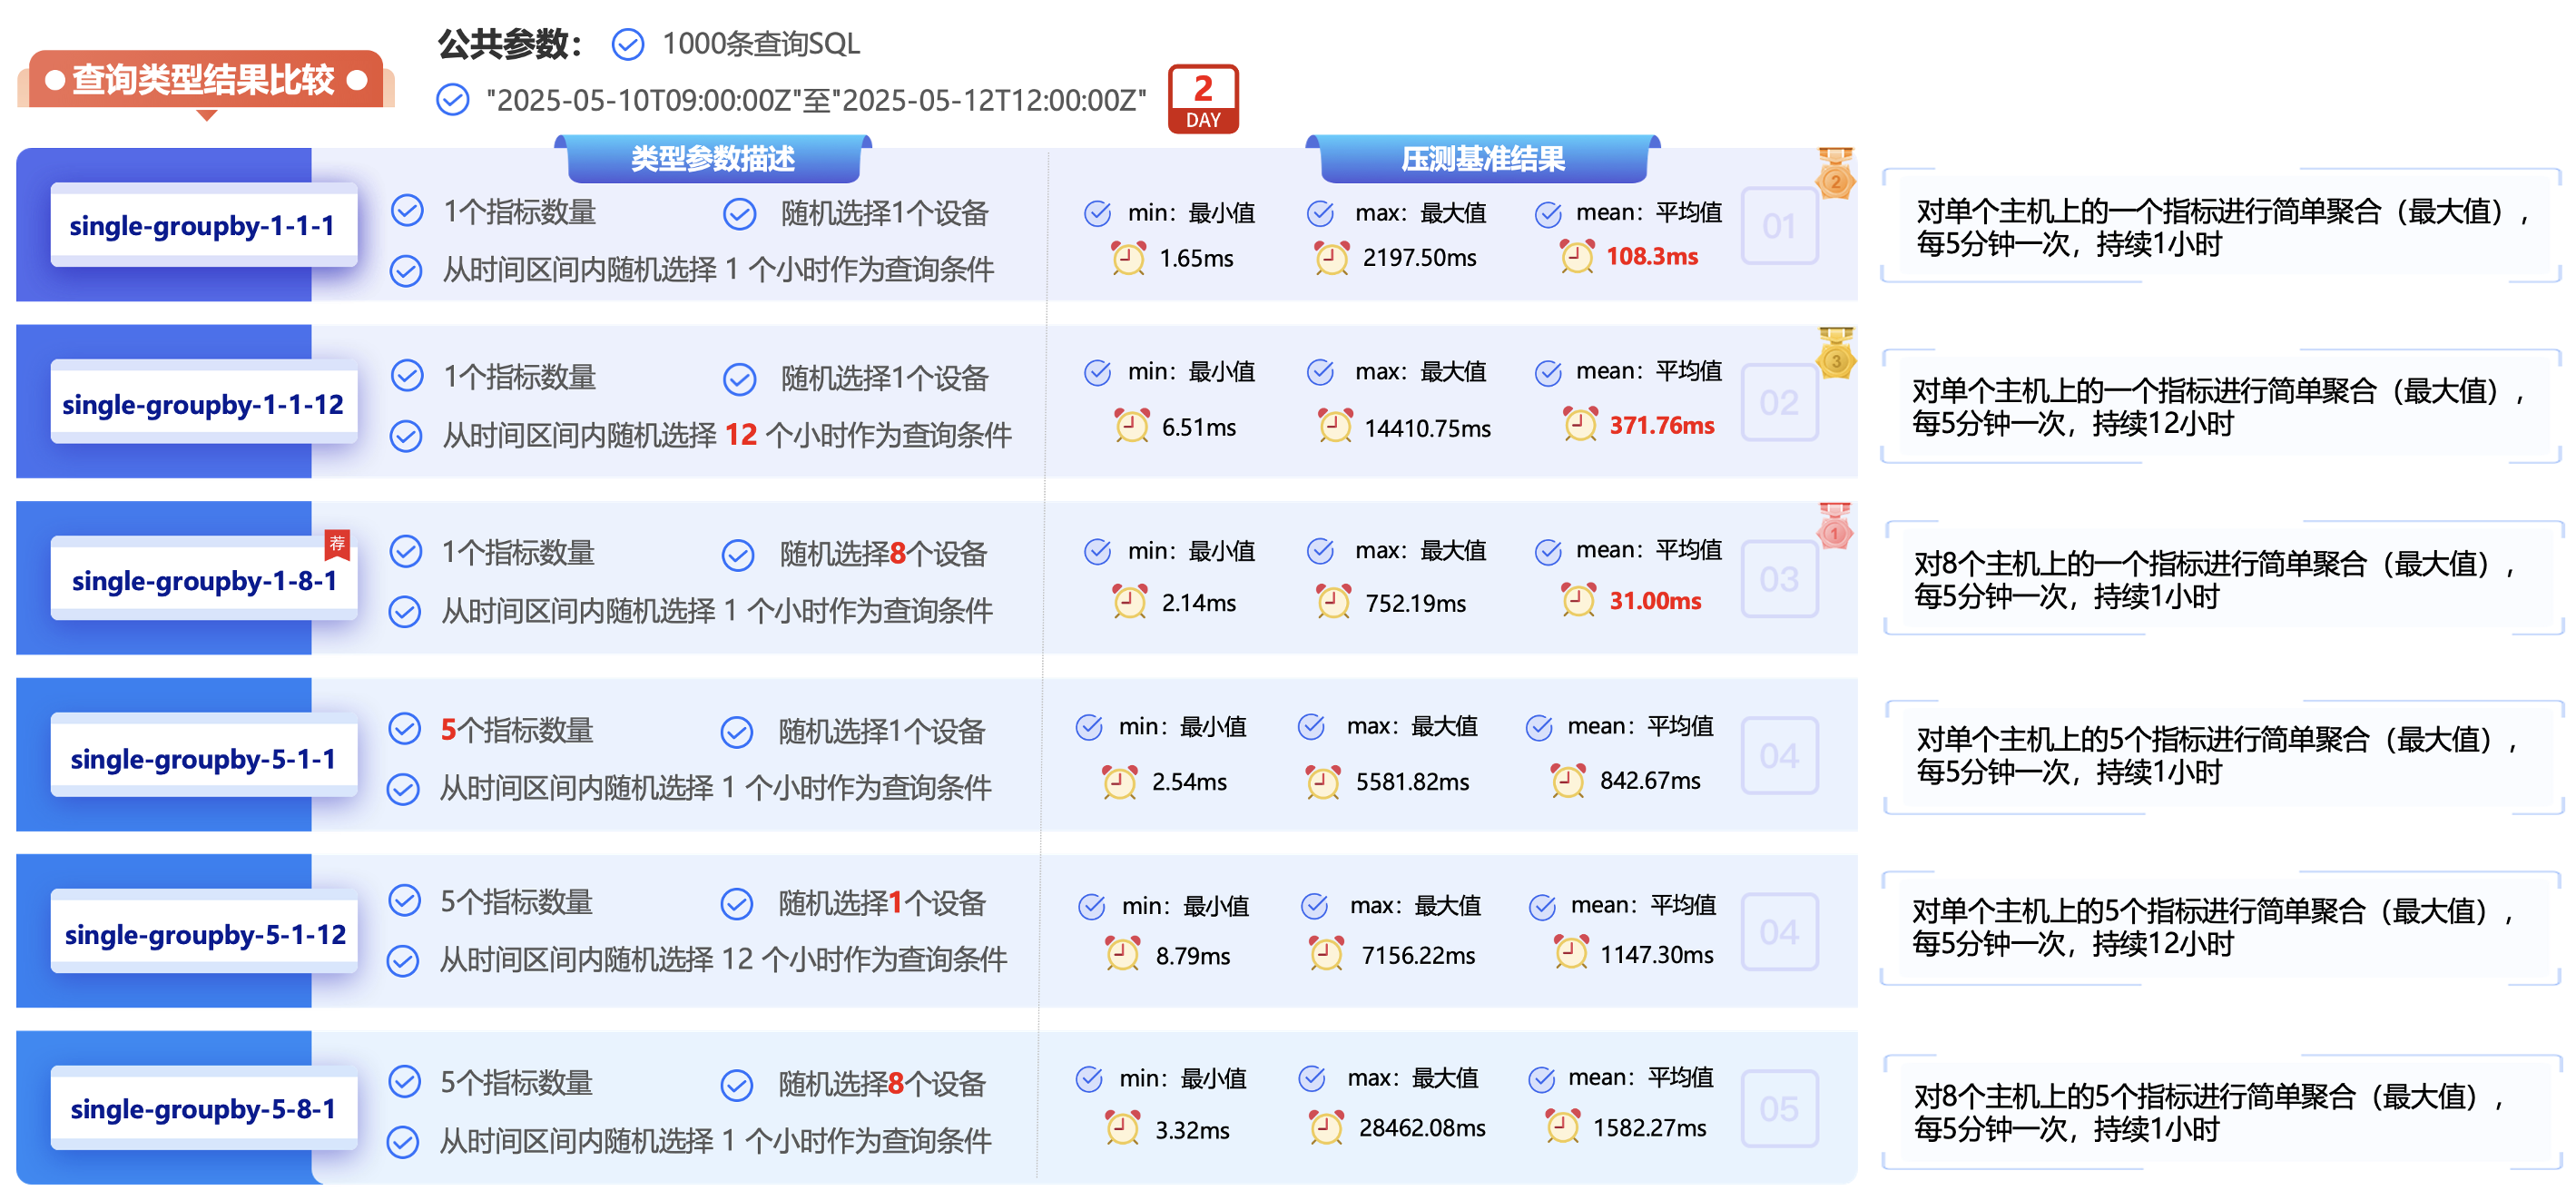 公共参数： 1000条查询SQL
查询类型结果比较
"2025-05-10T09:00:00Z"至"2025-05-12T12:00:00Z"
2
DAY
类型参数描述
压测基准结果
single-groupby-1-1-1
1个指标数量
随机选择1个设备
从时间区间内随机选择 1 个小时作为查询条件
min：最小值
1.65ms
max：最大值
2197.50ms
mean：平均值
108.3ms
01
2
对单个主机上的一个指标进行简单聚合（最大值），
每5分钟一次，持续1小时
single-groupby-1-1-12
1个指标数量
随机选择1个设备
从时间区间内随机选择 12 个小时作为查询条件
min：最小值
6.51ms
max：最大值
14410.75ms
mean：平均值
371.76ms
02
3
对单个主机上的一个指标进行简单聚合（最大值），
每5分钟一次，持续12小时
荐
single-groupby-1-8-1
1个指标数量
随机选择8个设备
从时间区间内随机选择 1 个小时作为查询条件
min：最小值
2.14ms
max：最大值
752.19ms
mean：平均值
31.00ms
03
1
对8个主机上的一个指标进行简单聚合（最大值），
每5分钟一次，持续1小时
single-groupby-5-1-1
5个指标数量
随机选择1个设备
从时间区间内随机选择 1 个小时作为查询条件
min：最小值
2.54ms
max：最大值
5581.82ms
mean：平均值
842.67ms
04
对单个主机上的5个指标进行简单聚合（最大值），
每5分钟一次，持续1小时
single-groupby-5-1-12
5个指标数量
随机选择1个设备
从时间区间内随机选择 12 个小时作为查询条件
min：最小值
8.79ms
max：最大值
7156.22ms
mean：平均值
1147.30ms
04
对单个主机上的5个指标进行简单聚合（最大值），
每5分钟一次，持续12小时
single-groupby-5-8-1
5个指标数量
随机选择8个设备
从时间区间内随机选择 1 个小时作为查询条件
min：最小值
3.32ms
max：最大值
28462.08ms
mean：平均值
1582.27ms
05
对8个主机上的5个指标进行简单聚合（最大值），
每5分钟一次，持续1小时